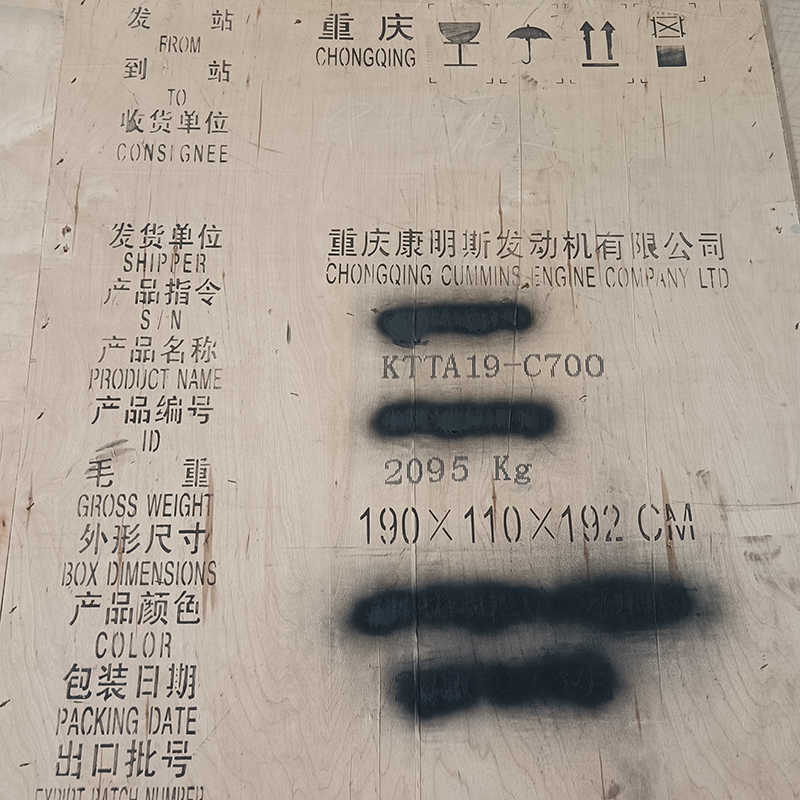 发 站 重 庆
FROM CHONGQING
到 站
TO
收货单位
CONSIGNEE
发货单位 重庆康明斯发动机有限公司
SHIPPER CHONGQING CUMMINS ENGINE COMPANY LTD
产品指令
S/N
产品名称 KTTA19-C700
PRODUCT NAME
产品编号
ID
毛 重 2095 Kg
GROSS WEIGHT
外形尺寸 190×110×192 CM
BOX DIMENSIONS
产品颜色
COLOR
包装日期
PACKING DATE
出口批号
BATCH NUMBER